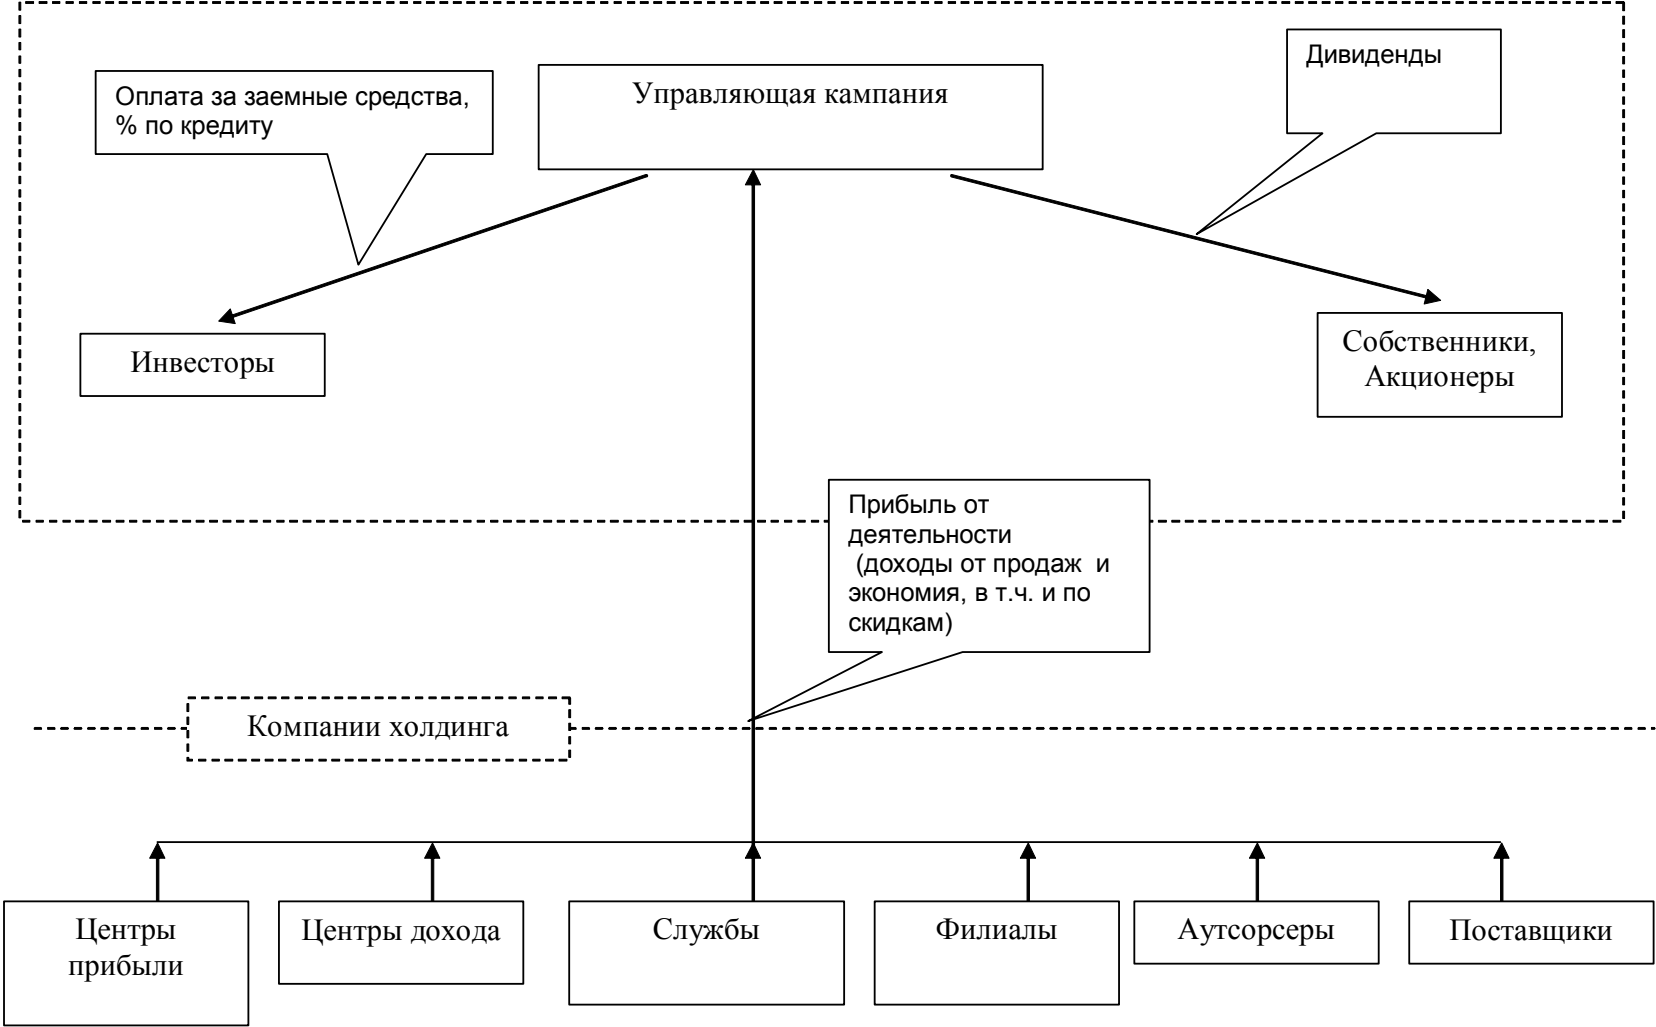 Дивиденды
Оплата за заемные средства,
% по кредиту
Управляющая кампания
Инвесторы
Собственники,
Акционеры
Прибыль от
деятельности
(доходы от продаж и
экономия, в т.ч. и по
скидкам)
Компании холдинга
Центры
прибыли
Центры дохода
Службы
Филиалы
Аутсорсеры
Поставщики